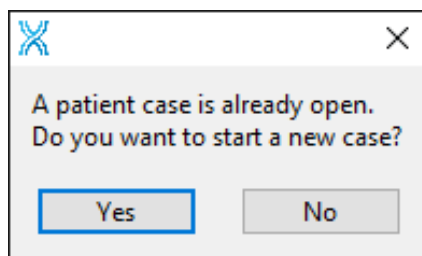 A patient case is already open.
Do you want to start a new case?
Yes No